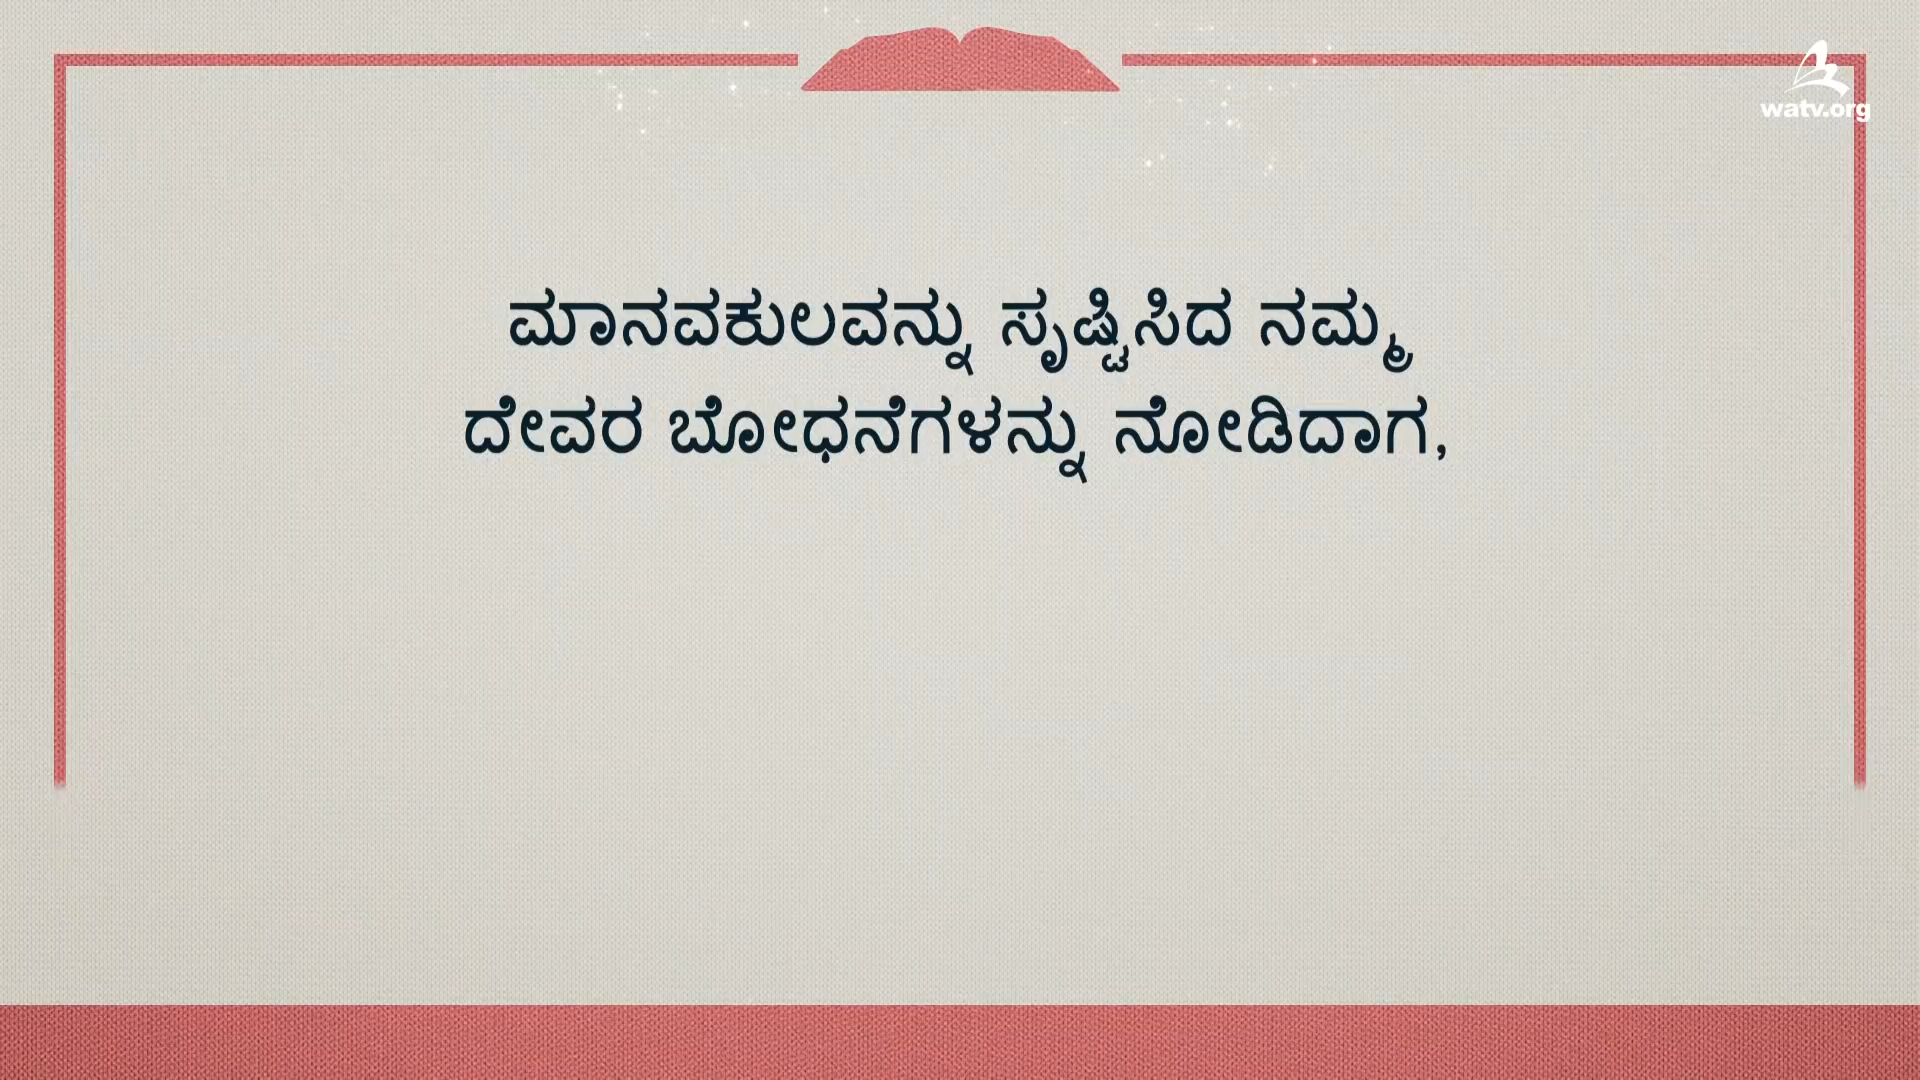 watv.org
ಮಾನವಕುಲವನ್ನು ಸೃಷ್ಟಿಸಿದ ನಮ್ಮ
ದೇವರ ಬೋಧನೆಗಳನ್ನು ನೋಡಿದಾಗ,